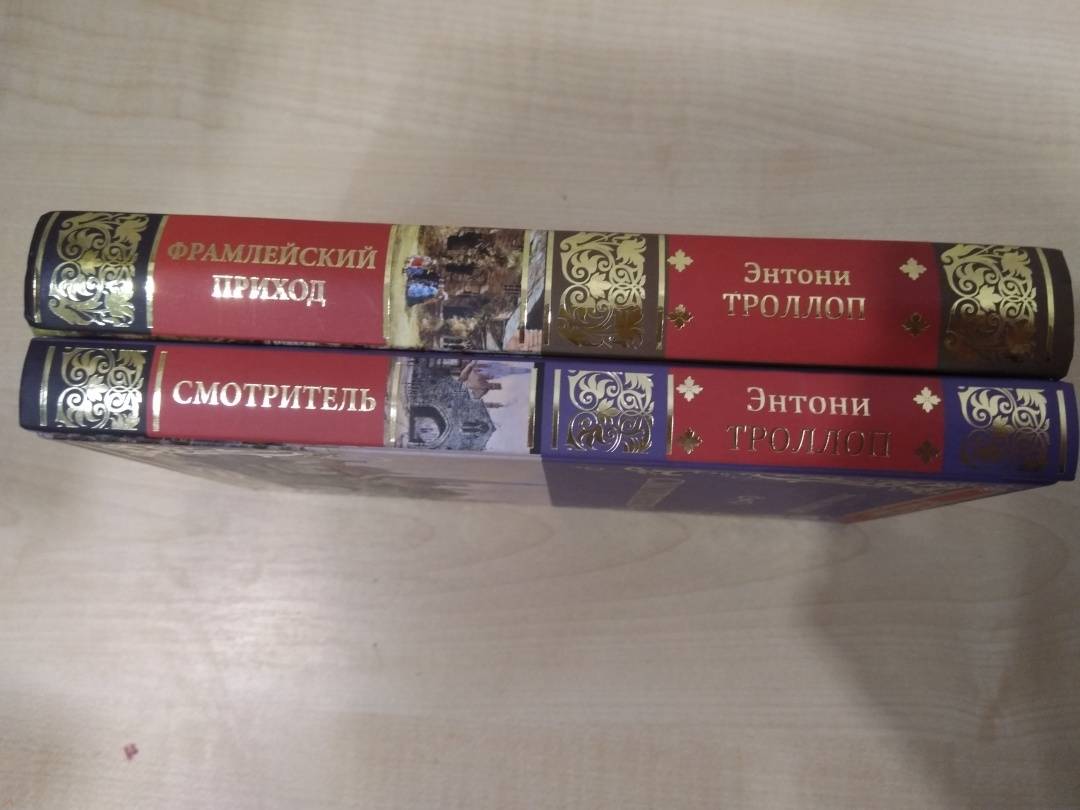 ФРАМЛЕЙСКИЙ
ПРИХОД
Энтони
ТРОЛЛОП
СМОТРИТЕЛЬ
Энтони
ТРОЛЛОП